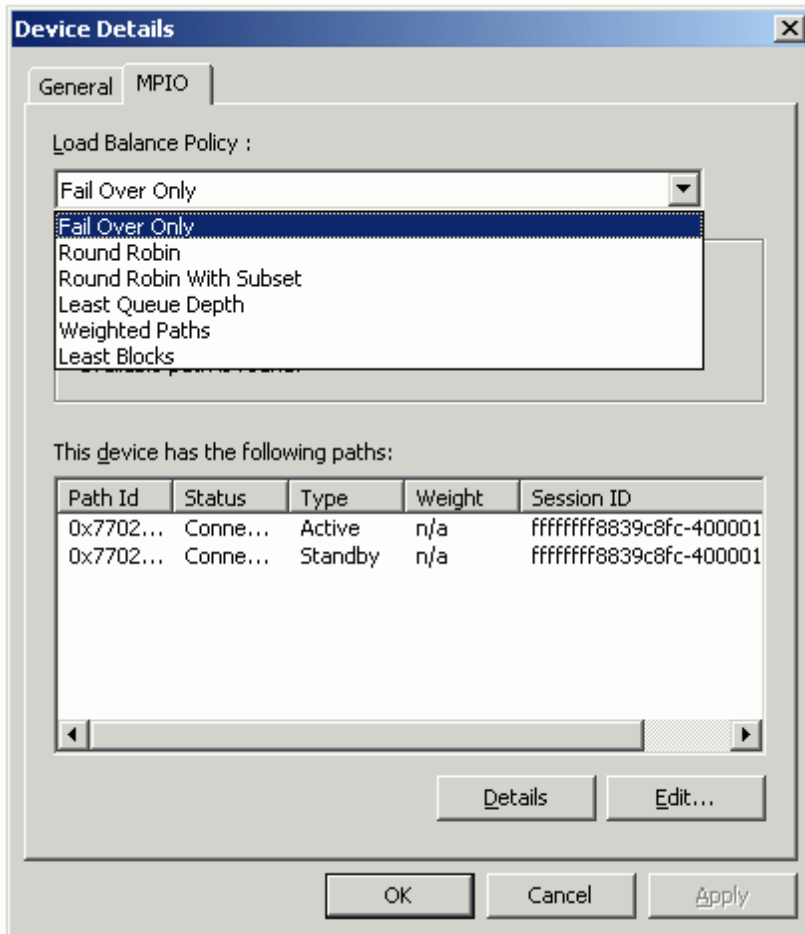 Device Details
General MPIO
Load Balance Policy :
Fail Over Only
Fail Over Only
Round Robin
Round Robin With Subset
Least Queue Depth
Weighted Paths
Least Blocks
This device has the following paths:
Path Id Status Type Weight Session ID
0x7702... Conne... Active n/a ffffffff8839c8fc-400001
0x7702... Conne... Standby n/a ffffffff8839c8fc-400001
Details Edit...
OK Cancel Apply